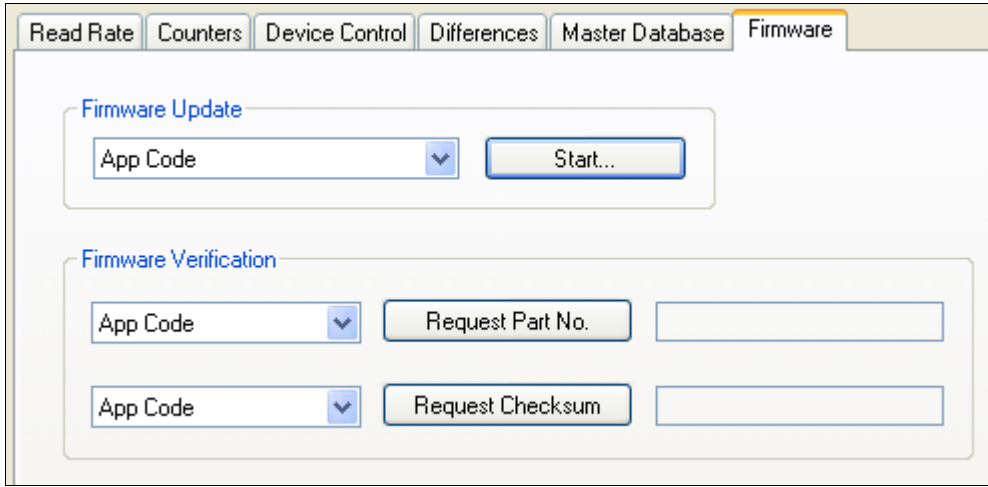 Read Rate Counters Device Control Differences Master Database Firmware
Firmware Update
App Code Start...
Firmware Verification
App Code Request Part No.
App Code Request Checksum